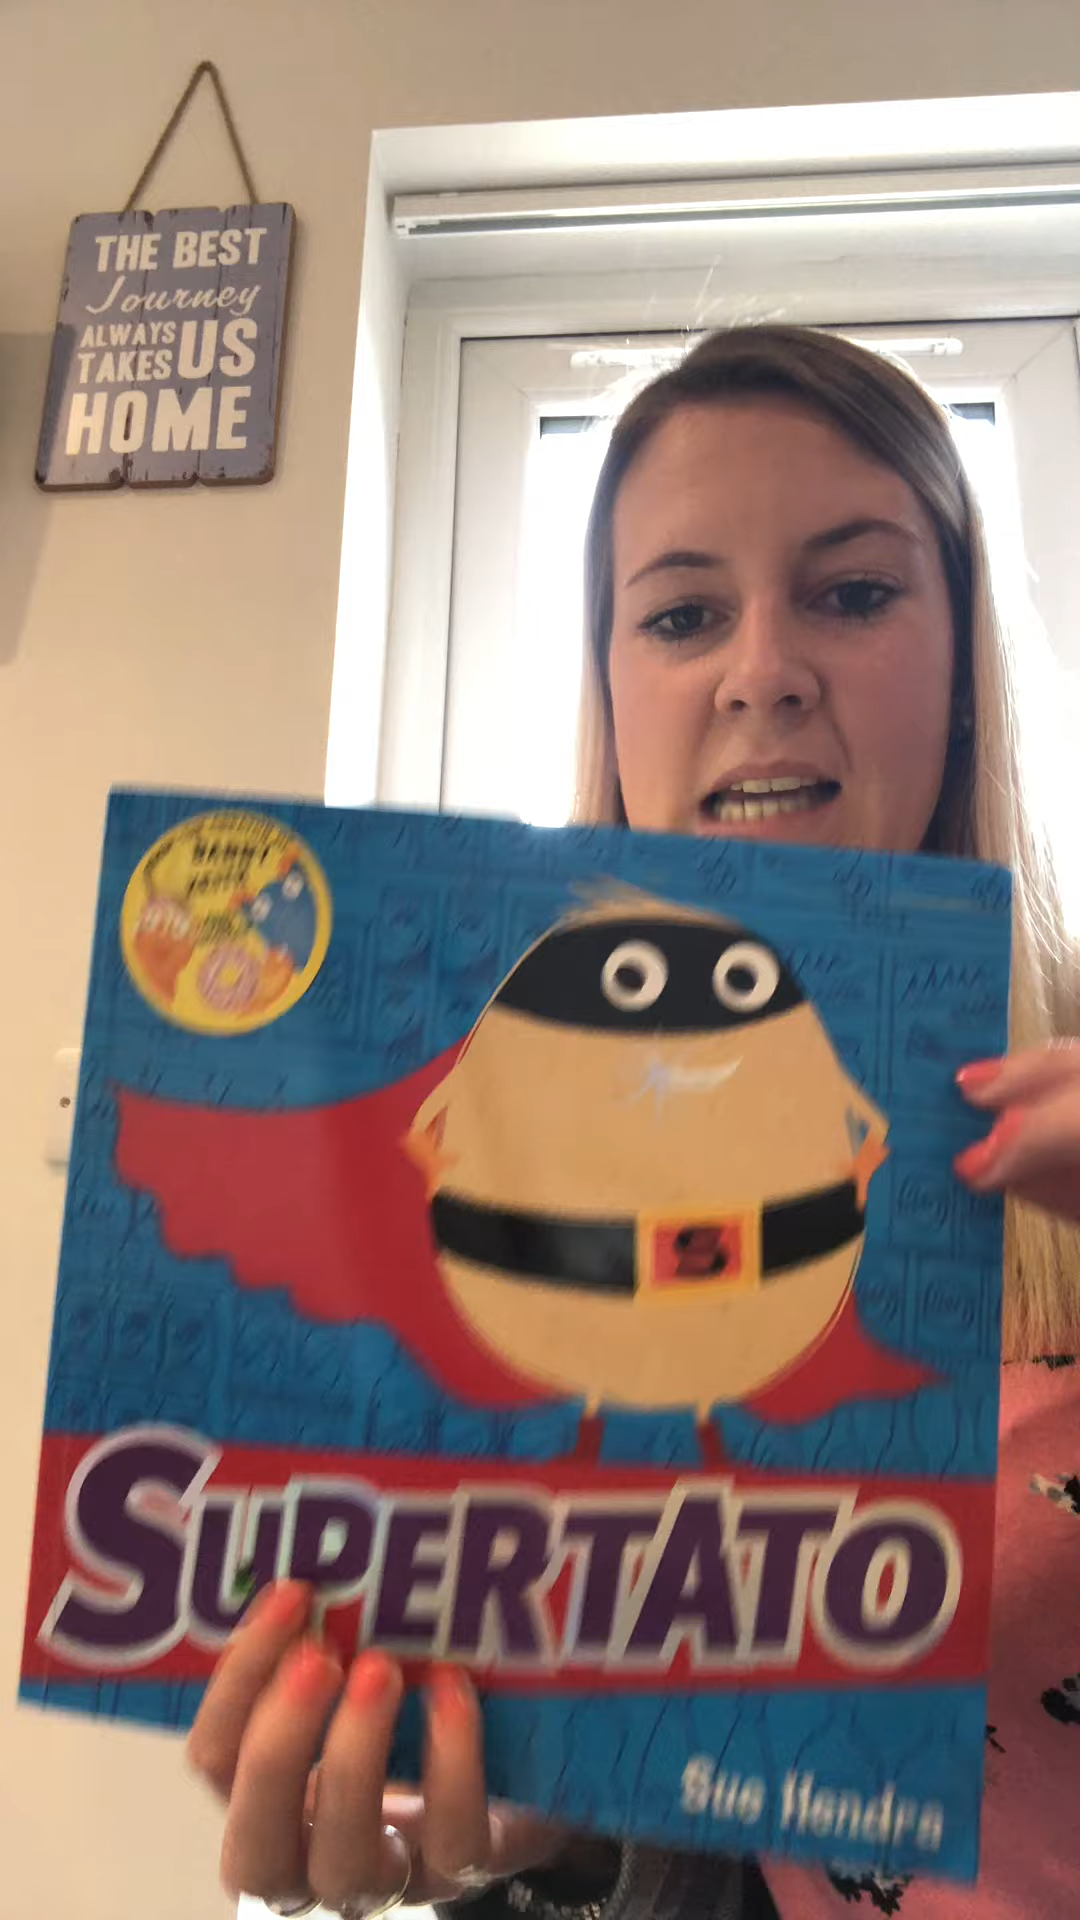 THE BEST
Journey
ALWAYS
TAKES US
HOME
S
SUPERTATO
Sue Hendra